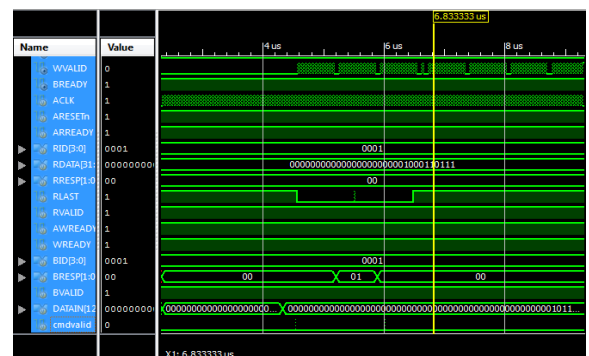 6.833333 us
Name Value 4 us 6 us 8 us
WVALID 0
BREADY 1
ACLK 1
ARESETn 1
ARREADY 1
RID[3:0] 0001 0001
RDATA[31: 000000000 00000000000000000000001000110111
RRESP[1:0 00 00
RLAST 1
RVALID 1
AWREADY 1
WREADY 1
BID[3:0] 0001 0001
BRESP[1:0 00 00 01 00
BVALID 1
DATAIN[12 000000000
cmdvalid 0
X1: 6.833333 us